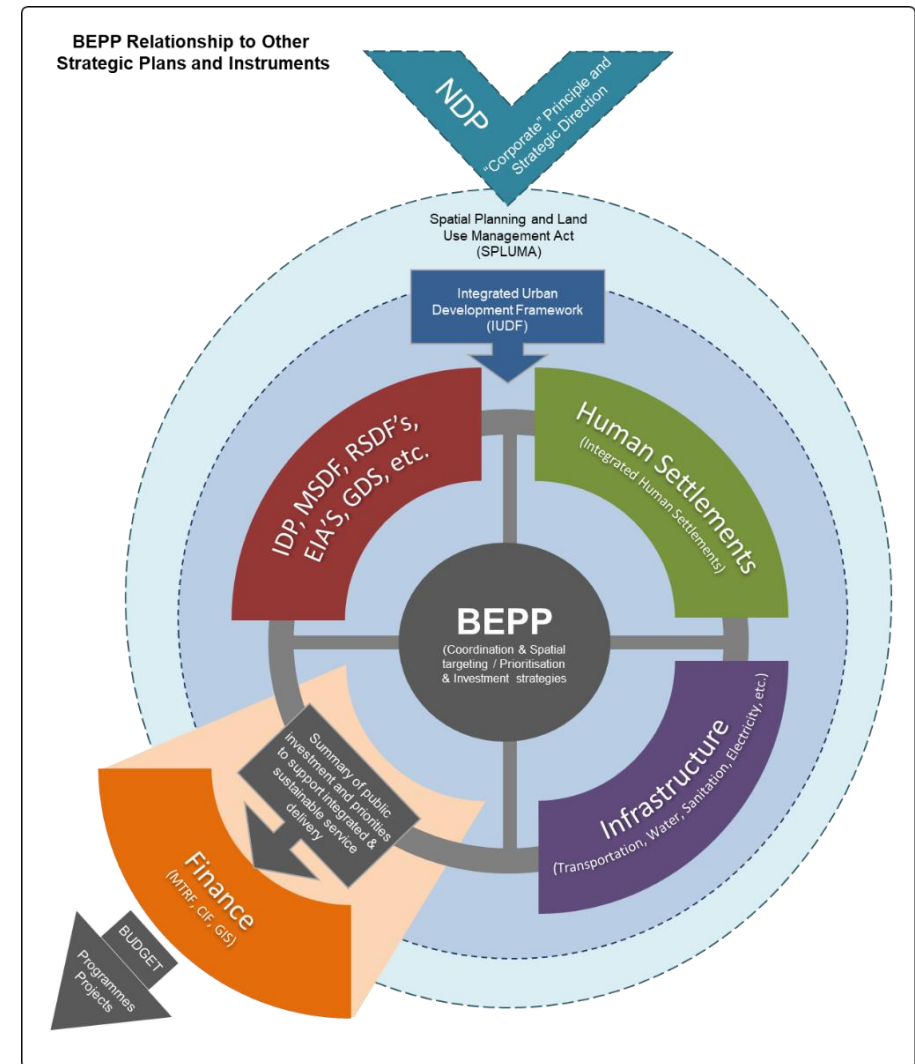 BEPP Relationship to Other
Strategic Plans and Instruments
NDP
“Corporate” Principle and
Strategic Direction
Spatial Planning and Land
Use Management Act
(SPLUMA)
Integrated Urban
Development Framework
(IUDF)
IDP, MSDF, RSDF’s,
EIA’S, GDS, etc.
Human Settlements
(Integrated Human Settlements)
BEPP
(Coordination & Spatial
targeting / Prioritisation
& Investment strategies
Infrastructure
(Transportation, Water, Sanitation, Electricity, etc.)
Summary of public
investment and priorities
to support integrated &
sustainable service
delivery
Finance
(MTRF, CIF, GIS)
BUDGET
Programmes
Projects